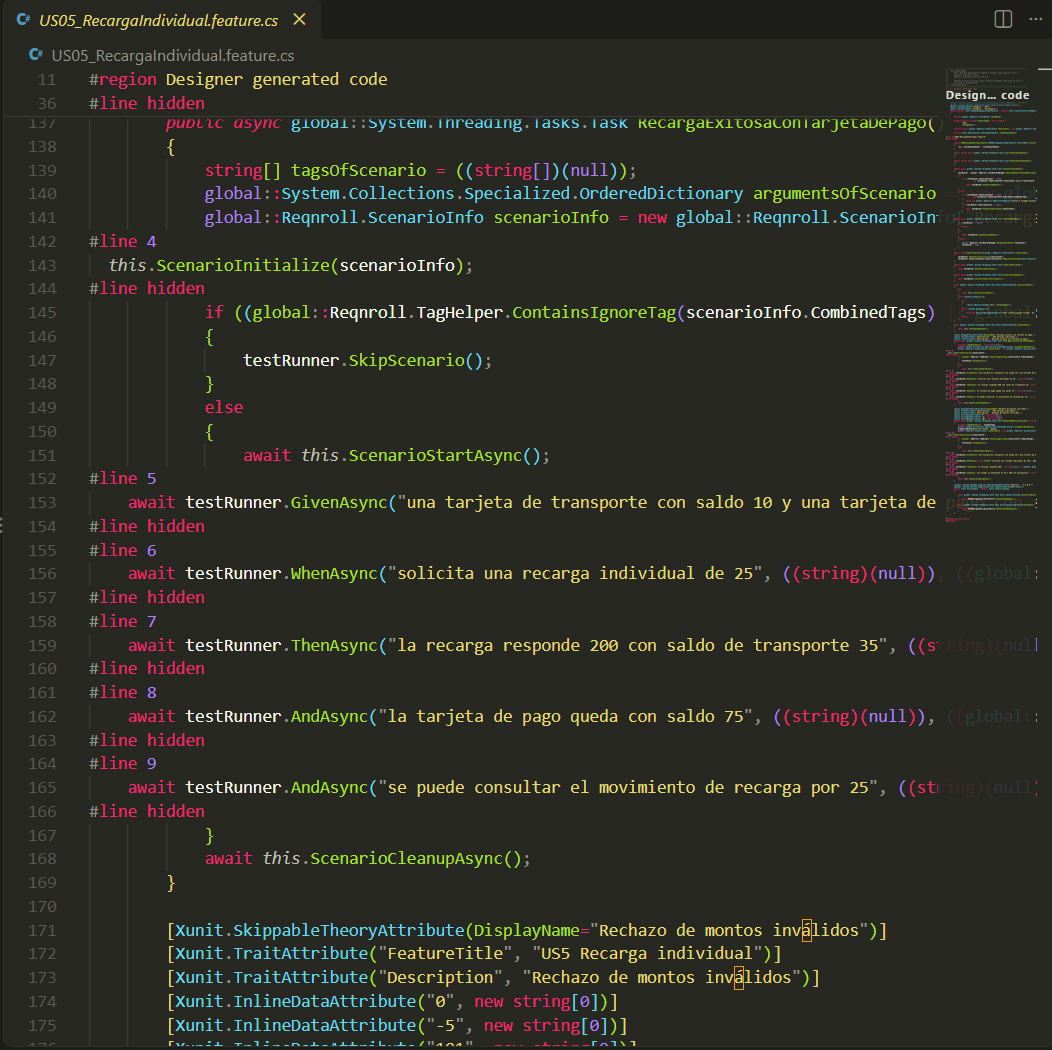 US05_RecargaIndividual.feature.cs
US05_RecargaIndividual.feature.cs
11 #region Designer generated code
36 #line hidden
137 public async global::System.Threading.Tasks.Task RecargaExitosaConTarjetaDePago()
138 {
139 string[] tagsOfScenario = ((string[])(null));
140 global::System.Collections.Specialized.OrderedDictionary argumentsOfScenario
141 global::Reqnroll.ScenarioInfo scenarioInfo = new global::Reqnroll.ScenarioInfo("Recarg
142 #line 4
143 this.ScenarioInitialize(scenarioInfo);
144 #line hidden
145 if ((global::Reqnroll.TagHelper.ContainsIgnoreTag(scenarioInfo.CombinedTags)
146 {
147 testRunner.SkipScenario();
148 }
149 else
150 {
151 await this.ScenarioStartAsync();
152 #line 5
153 await testRunner.GivenAsync("una tarjeta de transporte con saldo 10 y una tarjeta de
154 #line hidden
155 #line 6
156 await testRunner.WhenAsync("solicita una recarga individual de 25", ((string)(null)), ((global:
157 #line hidden
158 #line 7
159 await testRunner.ThenAsync("la recarga responde 200 con saldo de transporte 35", ((string)(null)
160 #line hidden
161 #line 8
162 await testRunner.AndAsync("la tarjeta de pago queda con saldo 75", ((string)(null)), ((global::
163 #line hidden
164 #line 9
165 await testRunner.AndAsync("se puede consultar el movimiento de recarga por 25", ((string)(null)
166 #line hidden
167 }
168 await this.ScenarioCleanupAsync();
169 }
170
171 [Xunit.SkippableTheoryAttribute(DisplayName="Rechazo de montos inválidos")]
172 [Xunit.TraitAttribute("FeatureTitle", "US5 Recarga individual")]
173 [Xunit.TraitAttribute("Description", "Rechazo de montos inválidos")]
174 [Xunit.InlineDataAttribute("0", new string[0])]
175 [Xunit.InlineDataAttribute("-5", new string[0])]
176 [Xunit.InlineDataAttribute("101", new string[0])]
Design… code